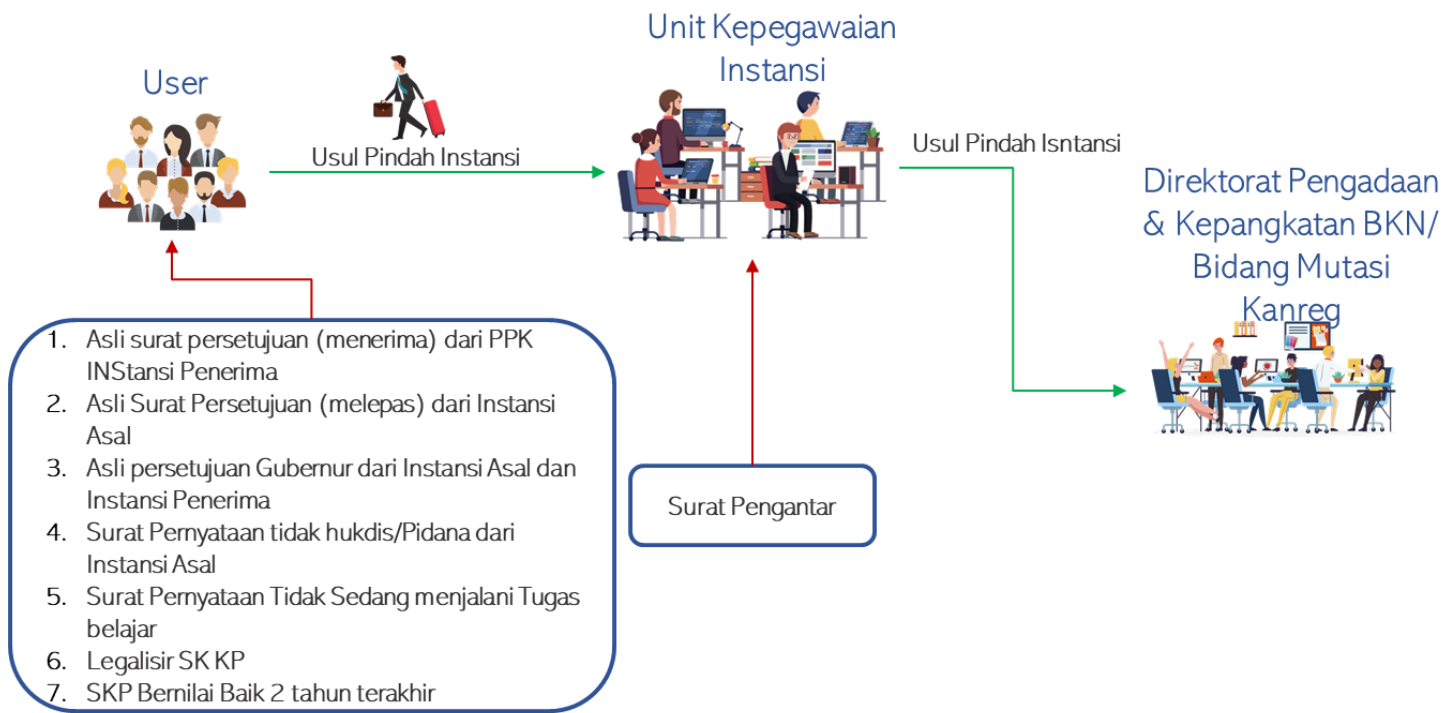 User
Usul Pindah Instansi
Unit Kepegawaian
Instansi
Usul Pindah Isntansi
Direktorat Pengadaan
& Kepangkatan BKN/
Bidang Mutasi
Kanreg
1. Asli surat persetujuan (menerima) dari PPK
INStansi Penerima
2. Asli Surat Persetujuan (melepas) dari Instansi
Asal
3. Asli persetujuan Gubernur dari Instansi Asal dan
Instansi Penerima
4. Surat Pernyataan tidak hukdis/Pidana dari
Instansi Asal
5. Surat Pernyataan Tidak Sedang menjalani Tugas
belajar
6. Legalisir SK KP
7. SKP Bernilai Baik 2 tahun terakhir
Surat Pengantar